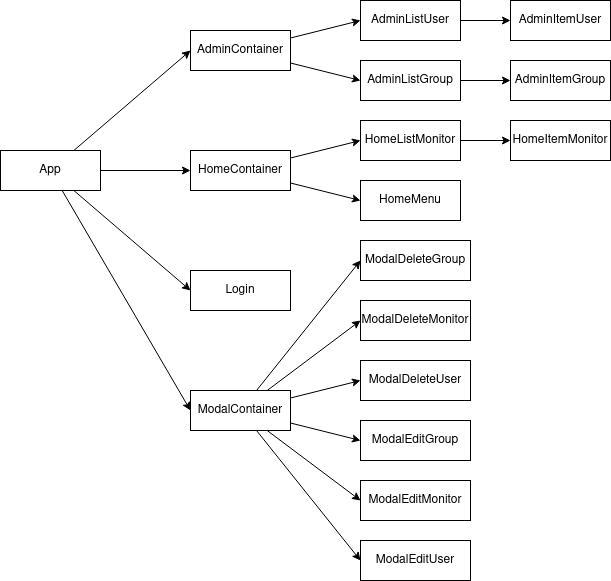 AdminListUser
AdminItemUser
AdminContainer
AdminListGroup
AdminItemGroup
HomeListMonitor
HomeItemMonitor
App
HomeContainer
HomeMenu
ModalDeleteGroup
Login
ModalDeleteMonitor
ModalDeleteUser
ModalContainer
ModalEditGroup
ModalEditMonitor
ModalEditUser